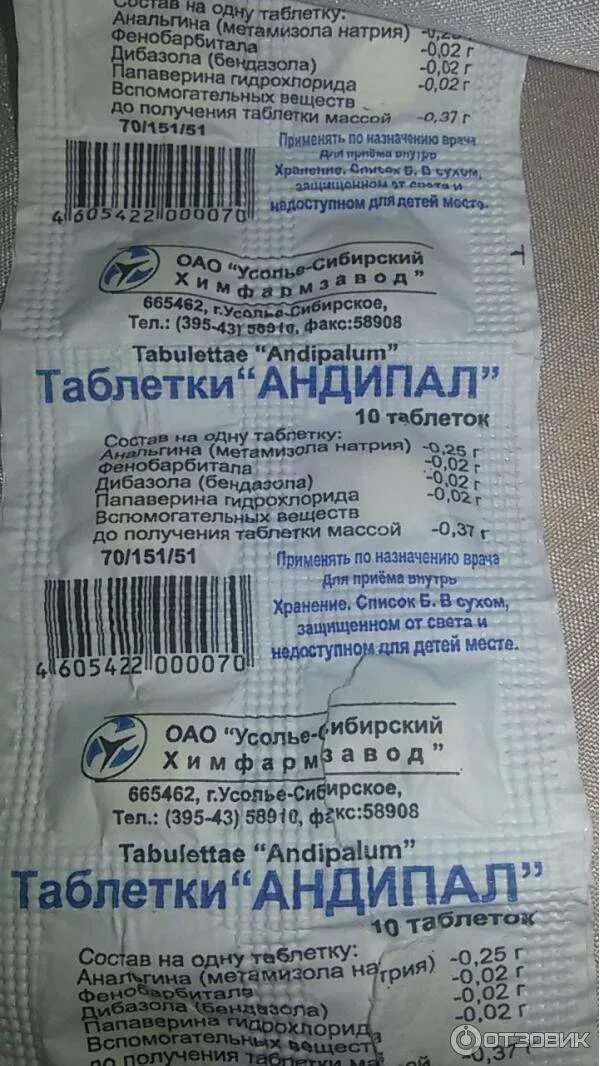 Состав на одну таблетку:
Анальгина (метамизола натрия) -0,25 г
Фенобарбитала -0,02 г
Дибазола (бендазола) -0,02 г
Папаверина гидрохлорида -0,02 г
Вспомогательных веществ
до получения таблетки массой -0,37 г
70/151/51
Применять по назначению врача
Для приёма внутрь
Хранение. Список Б. В сухом,
защищенном от света и
недоступном для детей месте.
4 605422 000070
Т
ОАО "Усолье-Сибирский
Химфармзавод"
665462, г.Усолье-Сибирское,
Тел.: (395-43) 58910, факс:58908
Tabulettae "Andipalum"
Таблетки "АНДИПАЛ"
10 таблеток
Состав на одну таблетку:
Анальгина (метамизола натрия) -0,25 г
Фенобарбитала -0,02 г
Дибазола (бендазола) -0,02 г
Папаверина гидрохлорида -0,02 г
Вспомогательных веществ
до получения таблетки массой -0,37 г
70/151/51
Применять по назначению врача
Для приёма внутрь
Хранение. Список Б. В сухом,
защищенном от света и
недоступном для детей месте.
4 605422 000070
ОАО "Усолье-Сибирский
Химфармзавод"
665462, г.Усолье-Сибирское,
Тел.: (395-43) 58910, факс:58908
Tabulettae "Andipalum"
Таблетки "АНДИПАЛ"
10 таблеток
Состав на одну таблетку:
Анальгина (метамизола натрия) -0,25 г
Фенобарбитала -0,02 г
Дибазола (бендазола) -0,02 г
Папаверина гидрохлорида -0,02 г
Вспомогательных веществ
до получения таблетки массой -0,37 г
ОТЗОВИК